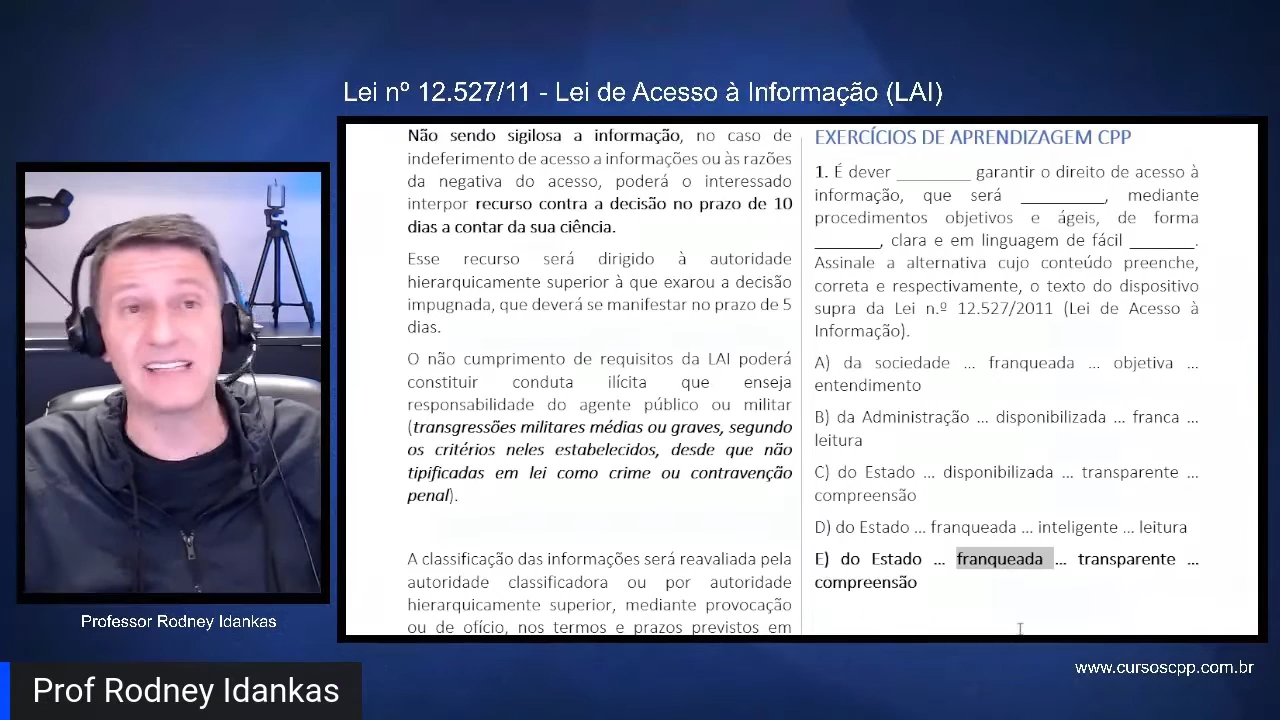 Lei nº 12.527/11 - Lei de Acesso à Informação (LAI)
Não sendo sigilosa a informação, no caso de
indeferimento de acesso a informações ou às razões
da negativa do acesso, poderá o interessado
interpor recurso contra a decisão no prazo de 10
dias a contar da sua ciência.
Esse recurso será dirigido à autoridade
hierarquicamente superior à que exarou a decisão
impugnada, que deverá se manifestar no prazo de 5
dias.
O não cumprimento de requisitos da LAI poderá
constituir conduta ilícita que enseja
responsabilidade do agente público ou militar
(transgressões militares médias ou graves, segundo
os critérios neles estabelecidos, desde que não
tipificadas em lei como crime ou contravenção
penal).
A classificação das informações será reavaliada pela
autoridade classificadora ou por autoridade
hierarquicamente superior, mediante provocação
ou de ofício, nos termos e prazos previstos em
EXERCÍCIOS DE APRENDIZAGEM CPP
1. É dever ________ garantir o direito de acesso à
informação, que será _________, mediante
procedimentos objetivos e ágeis, de forma
_______, clara e em linguagem de fácil _______.
Assinale a alternativa cujo conteúdo preenche,
correta e respectivamente, o texto do dispositivo
supra da Lei n.º 12.527/2011 (Lei de Acesso à
Informação).
A) da sociedade ... franqueada ... objetiva ...
entendimento
B) da Administração ... disponibilizada ... franca ...
leitura
C) do Estado ... disponibilizada ... transparente ...
compreensão
D) do Estado ... franqueada ... inteligente ... leitura
E) do Estado ... franqueada ... transparente ...
compreensão
Professor Rodney Idankas
www.cursoscpp.com.br
Prof Rodney Idankas